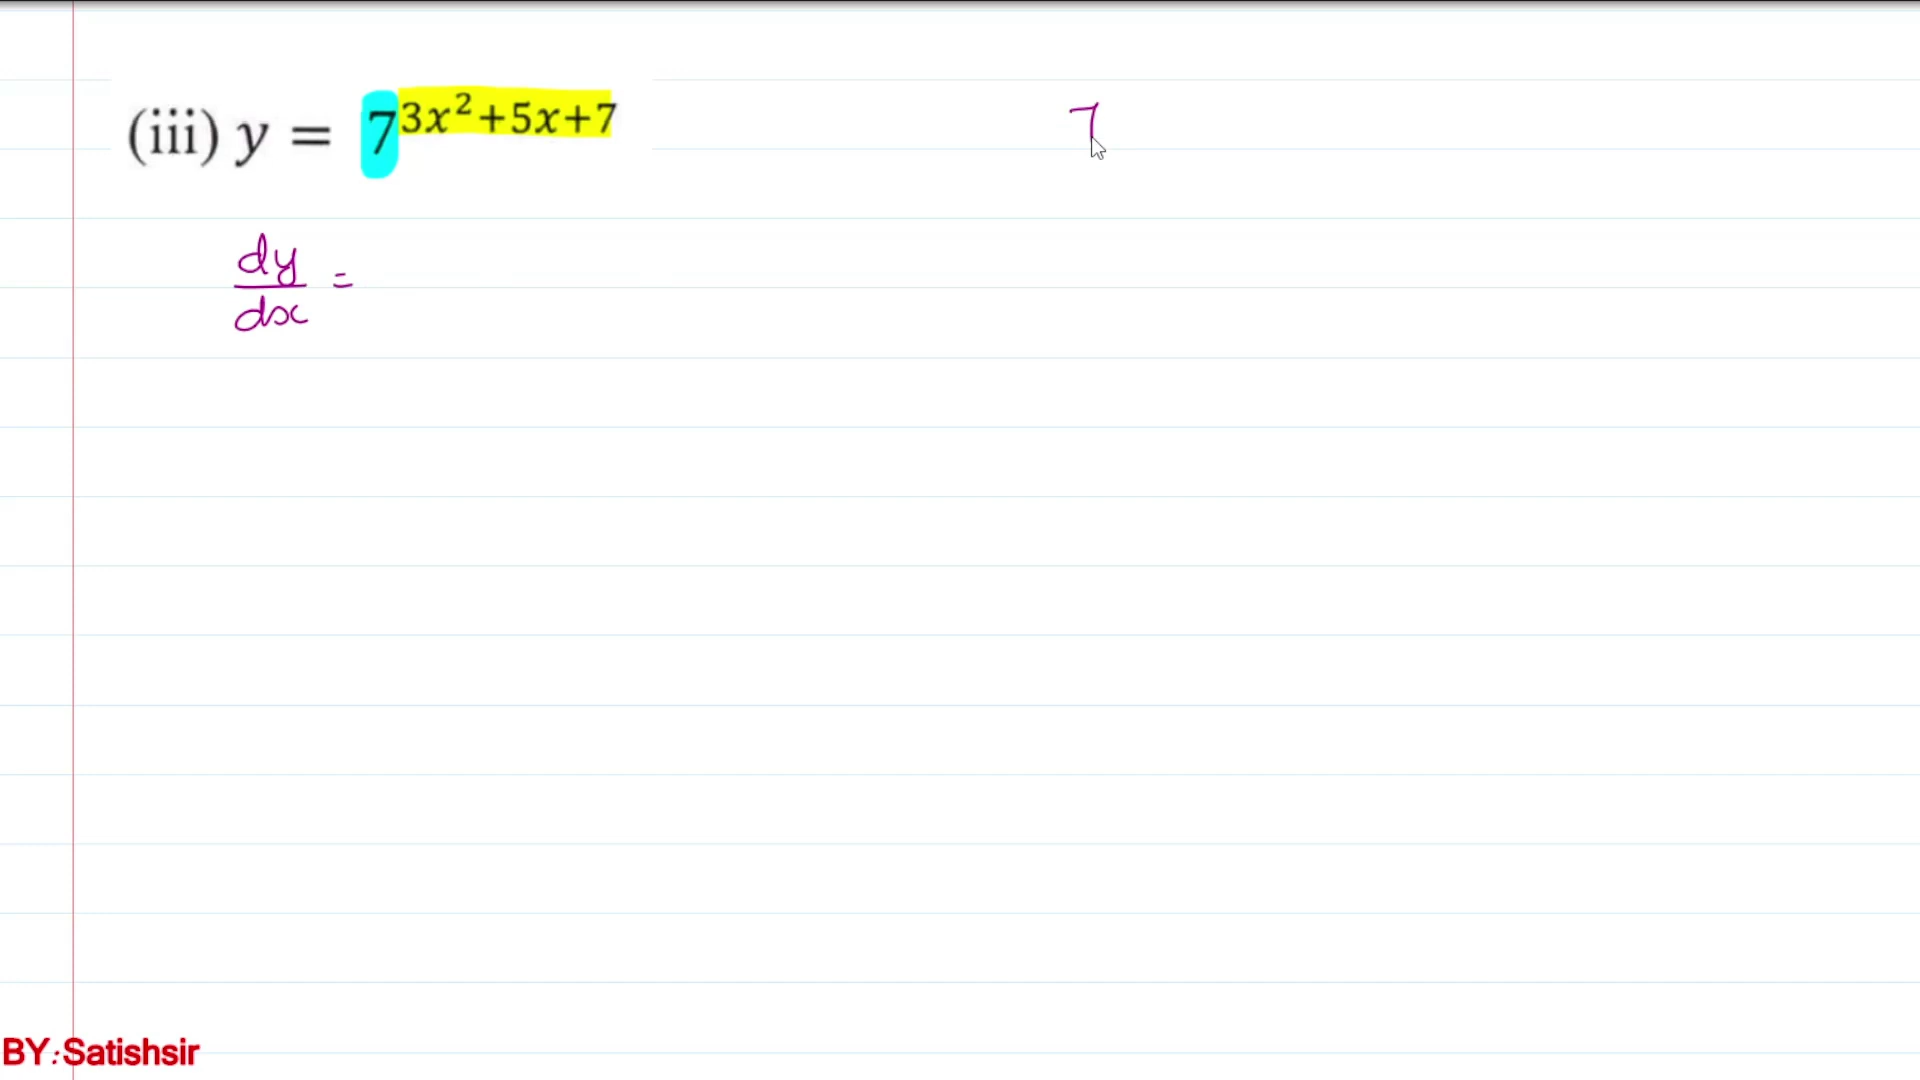 (iii) y = 7^{3x^2+5x+7}
7
dy/dx =
BY:Satishsir